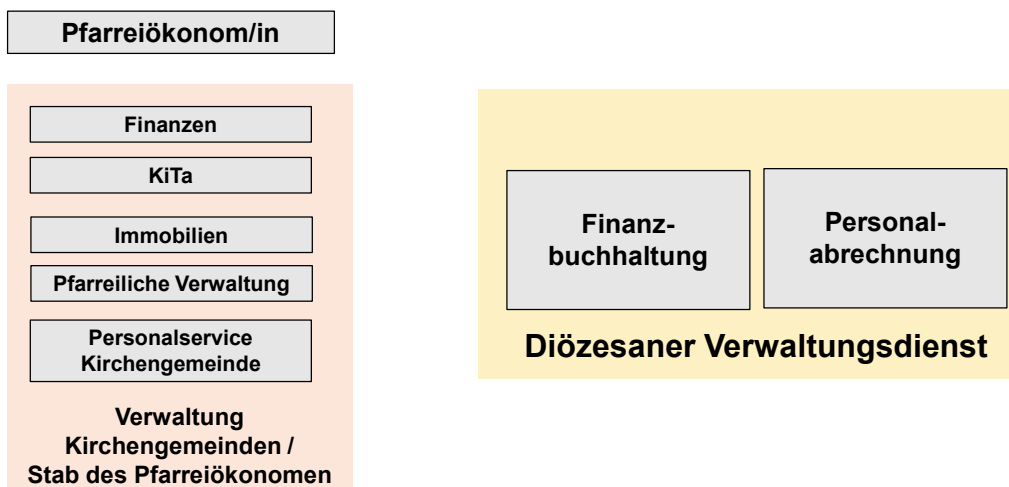 Pfarreiökonom/in
Finanzen
KiTa
Immobilien
Pfarreiliche Verwaltung
Personalservice
Kirchengemeinde
Verwaltung
Kirchengemeinden /
Stab des Pfarreiökonomen
Finanz-
buchhaltung
Personal-
abrechnung
Diözesaner Verwaltungsdienst